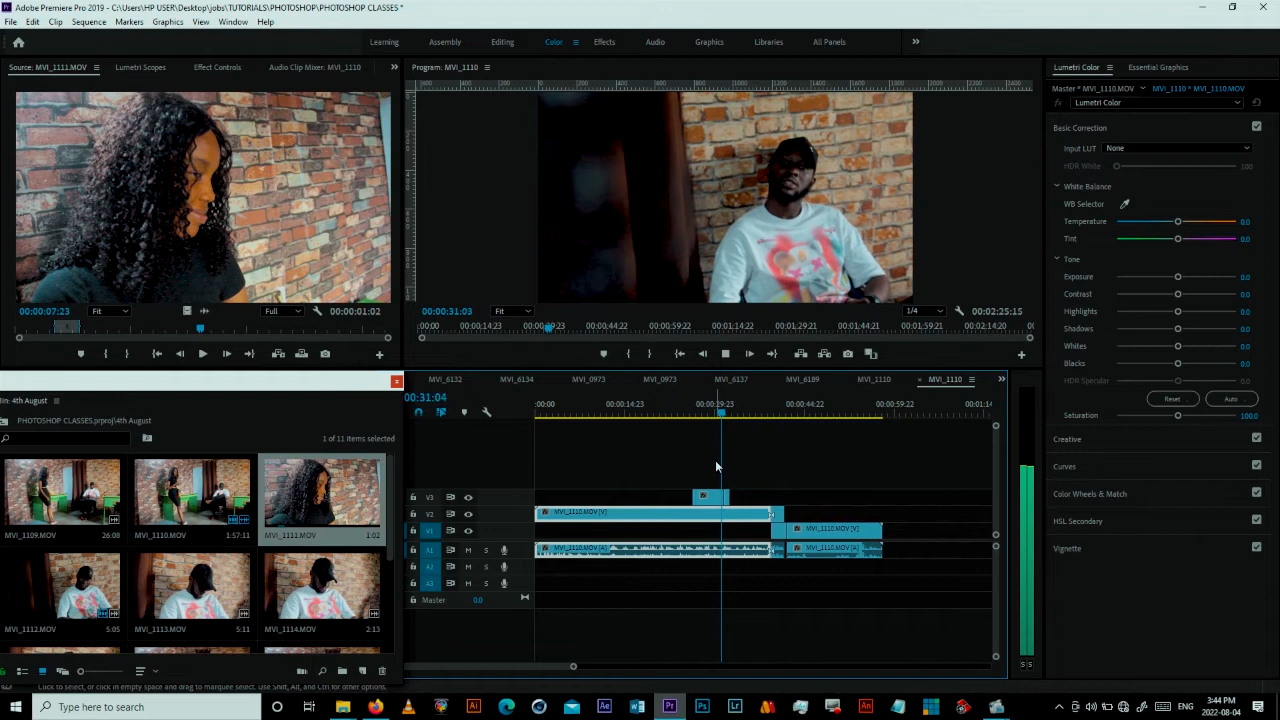 Adobe Premiere Pro 2019 - C:\Users\HP USER\Desktop\jobs\TUTORIALS\PHOTOSHOP\PHOTOSHOP CLASSES *
File Edit Clip Sequence Markers Graphics View Window Help
Learning Assembly Editing Color Effects Audio Graphics Libraries All Panels
Source: MVI_1111.MOV Lumetri Scopes Effect Controls Audio Clip Mixer: MVI_1110
Program: MVI_1110
Lumetri Color Essential Graphics
Master * MVI_1110.MOV MVI_1110 * MVI_1110.MOV
fx Lumetri Color
Basic Correction
Input LUT None
HDR White 100
White Balance
WB Selector
Temperature 0.0
Tint 0.0
Tone
Exposure 0.0
Contrast 0.0
Highlights 0.0
Shadows 0.0
Whites 0.0
Blacks 0.0
HDR Specular
Reset Auto
Saturation 100.0
Creative
Curves
Color Wheels & Match
HSL Secondary
Vignette
00:00:07:23 Fit Full 00:00:01:02
00:00:31:03 Fit 1/4 00:02:25:15
:00:00 00:00:14:23 00:00:29:23 00:00:44:22 00:00:59:22 00:01:14:22 00:01:29:21 00:01:44:21 00:01:59:21 00:02:14:20
MVI_6132 MVI_6134 MVI_0973 MVI_0973 MVI_6137 MVI_6189 MVI_1110 MVI_1110
00:31:04
:00:00 00:00:14:23 00:00:29:23 00:00:44:22 00:00:59:22 00:01:14
V3
V2 MVI_1110.MOV [V]
V1 MVI_1110.MOV [V]
A1 M S MVI_1110.MOV [A] MVI_1110.MOV [A]
A2 M S
A3 M S
Master 0.0
S S
in: 4th August
PHOTOSHOP CLASSES.prproj\4th August
1 of 11 items selected
MVI_1109.MOV 26:08
MVI_1110.MOV 1:57:11
MVI_1111.MOV 1:02
MVI_1112.MOV 5:05
MVI_1113.MOV 5:11
MVI_1114.MOV 2:13
Click to select, or click in empty space and drag to marquee select. Use Shift, Alt, and Ctrl for other options.
Type here to search
ENG
3:44 PM
2022-08-04